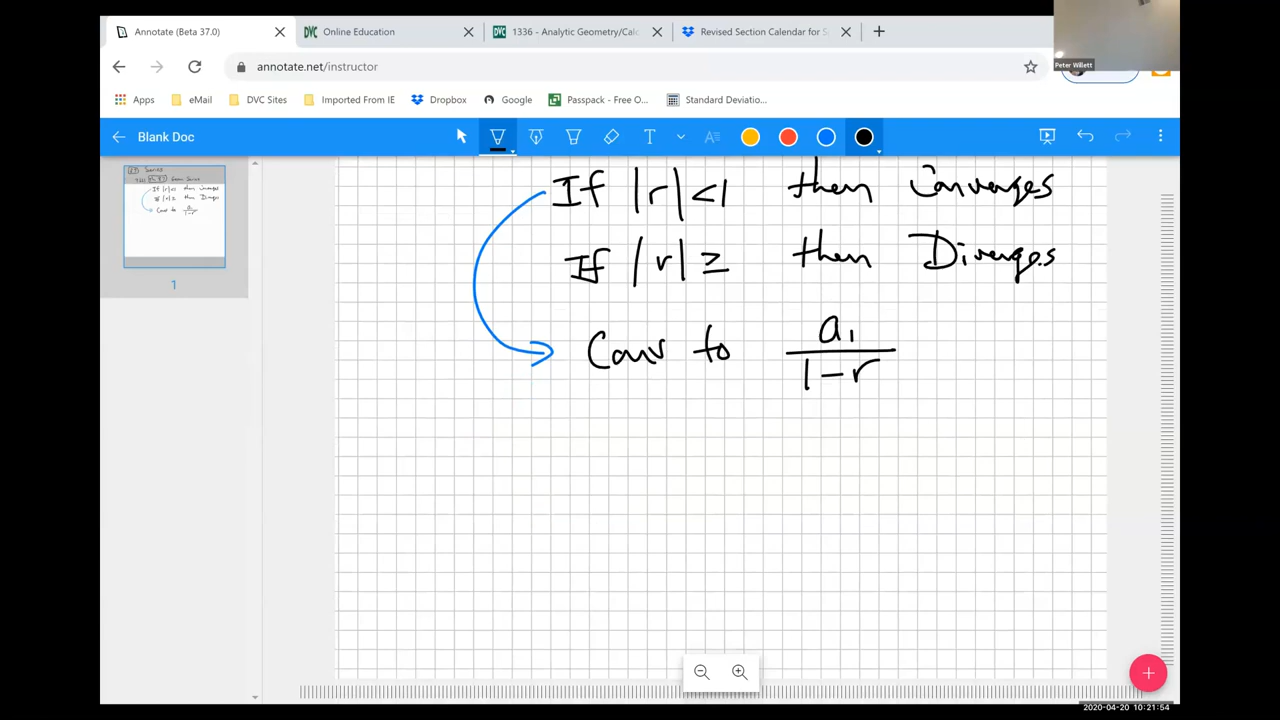 Annotate (Beta 37.0)
Online Education
1336 - Analytic Geometry/Calc
Revised Section Calendar for S
annotate.net/instructor
Peter Willett
Apps
eMail
DVC Sites
Imported From IE
Dropbox
Google
Passpack - Free O...
Standard Deviatio...
Blank Doc
T
If |r| <1 then Converges
If |r| ≥ then Diverges
Conv to a₁/(1-r)
1
2020-04-20 10:21:54